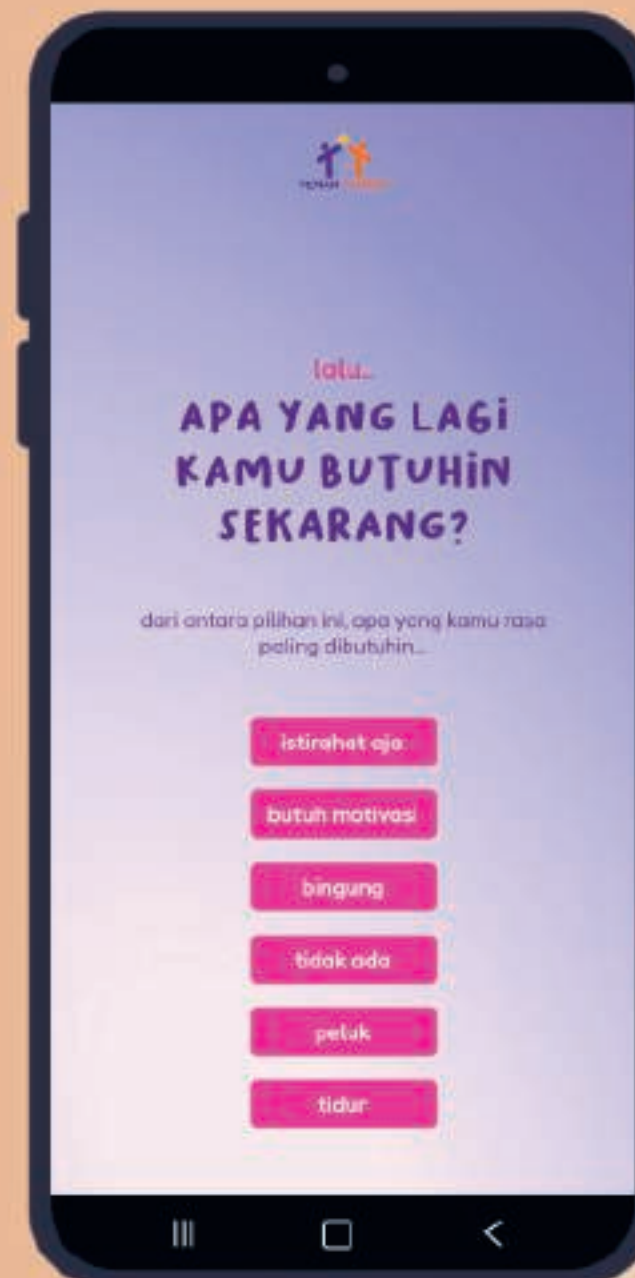 lalu..
APA YANG LAGi
KAMU BUTUHiN
SEKARANG?
dari antara pilihan ini, apa yang kamu rasa
paling dibutuhin...
istirahat aja
butuh motivasi
bingung
tidak ada
peluk
tidur